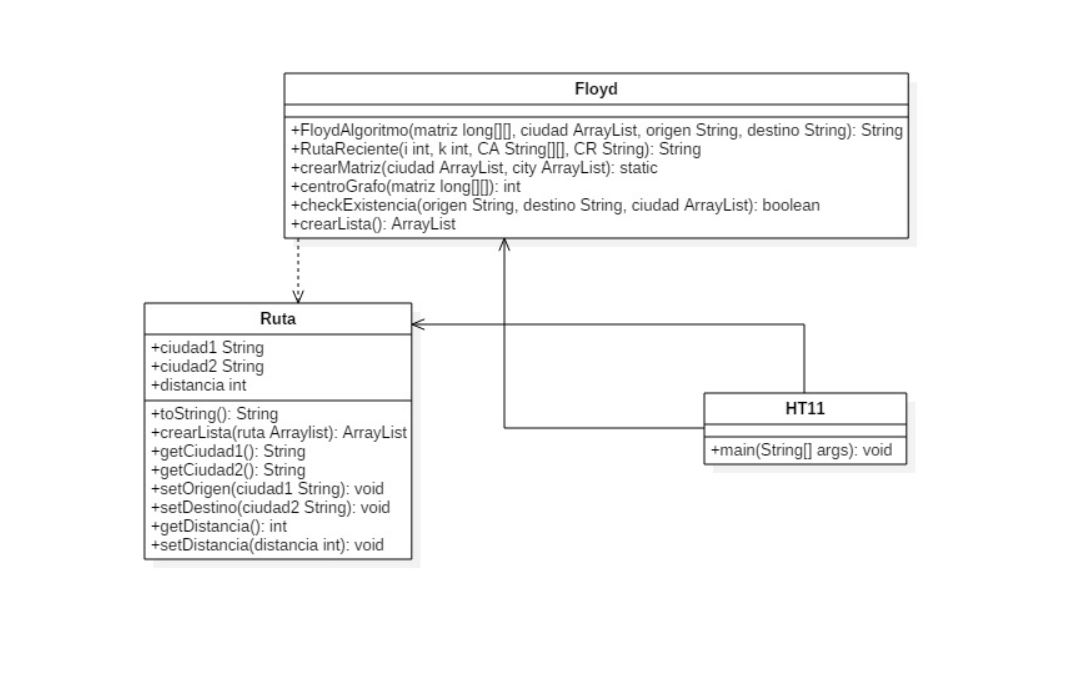 Floyd
+FloydAlgoritmo(matriz long[][], ciudad ArrayList, origen String, destino String): String
+RutaReciente(i int, k int, CA String[][], CR String): String
+crearMatriz(ciudad ArrayList, city ArrayList): static
+centroGrafo(matriz long[][]): int
+checkExistencia(origen String, destino String, ciudad ArrayList): boolean
+crearLista(): ArrayList
Ruta
+ciudad1 String
+ciudad2 String
+distancia int
+toString(): String
+crearLista(ruta Arraylist): ArrayList
+getCiudad1(): String
+getCiudad2(): String
+setOrigen(ciudad1 String): void
+setDestino(ciudad2 String): void
+getDistancia(): int
+setDistancia(distancia int): void
HT11
+main(String[] args): void